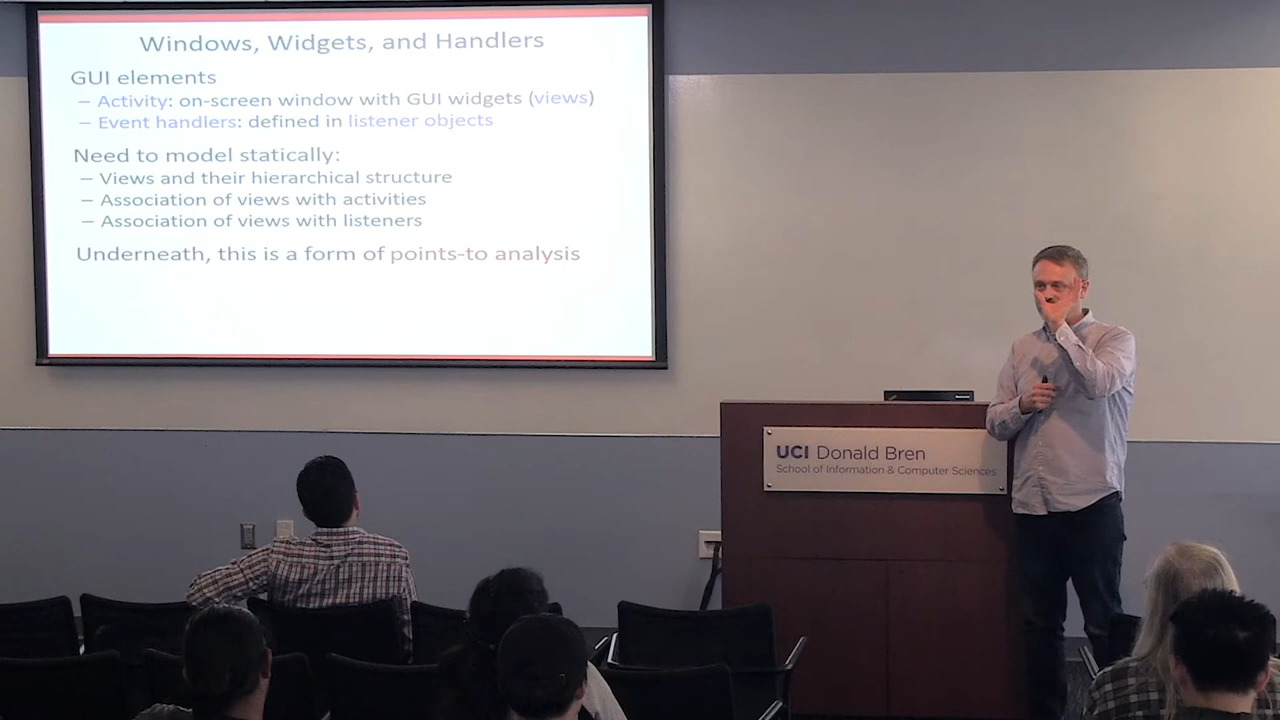 Windows, Widgets, and Handlers
GUI elements
– Activity: on-screen window with GUI widgets (views)
– Event handlers: defined in listener objects
Need to model statically:
– Views and their hierarchical structure
– Association of views with activities
– Association of views with listeners
Underneath, this is a form of points-to analysis
UCI Donald Bren
School of Information & Computer Sciences